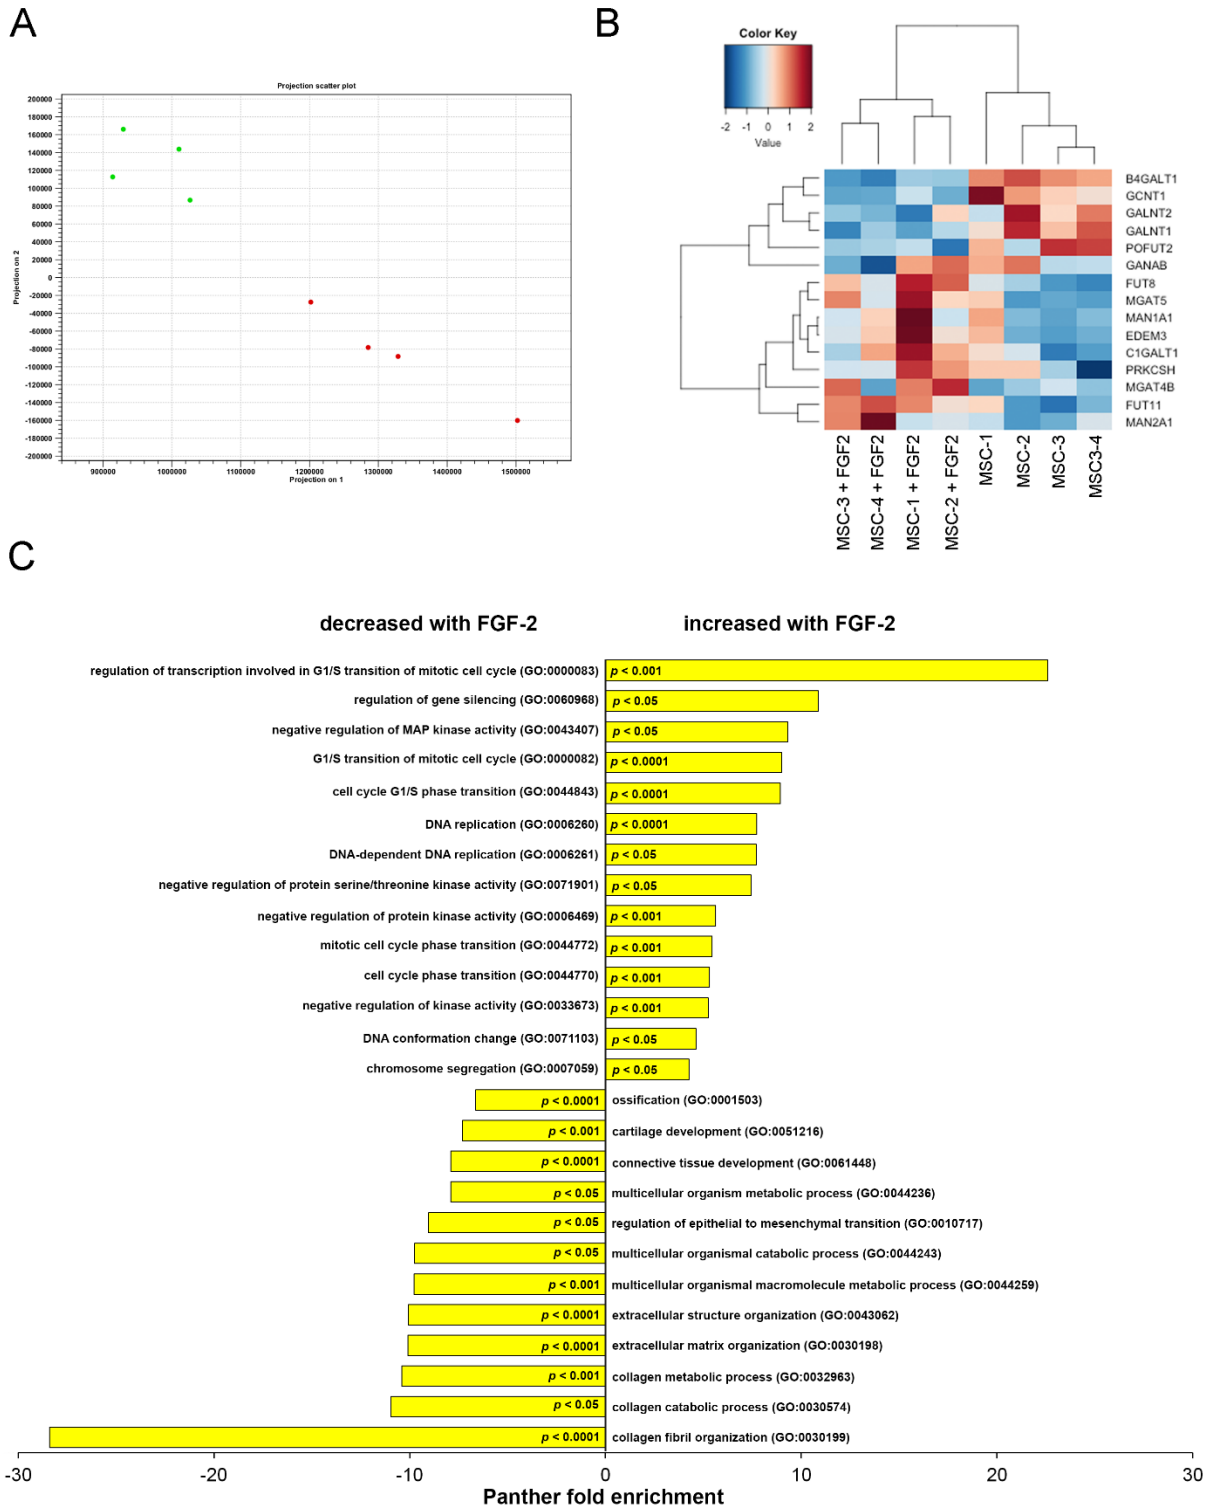 A
Projection scatter plot
200000
180000
160000
140000
120000
100000
80000
60000
40000
20000
0
-20000
-40000
-60000
-80000
-100000
-120000
-140000
-160000
-180000
-200000
Projection on 2
900000 1000000 1100000 1200000 1300000 1400000 1500000
Projection on 1
B
Color Key
-2 -1 0 1 2
Value
B4GALT1
GCNT1
GALNT2
GALNT1
POFUT2
GANAB
FUT8
MGAT5
MAN1A1
EDEM3
C1GALT1
PRKCSH
MGAT4B
FUT11
MAN2A1
MSC-3 + FGF2
MSC-4 + FGF2
MSC-1 + FGF2
MSC-2 + FGF2
MSC-1
MSC-2
MSC-3
MSC3-4
C
decreased with FGF-2 increased with FGF-2
regulation of transcription involved in G1/S transition of mitotic cell cycle (GO:0000083) p < 0.001
regulation of gene silencing (GO:0060968) p < 0.05
negative regulation of MAP kinase activity (GO:0043407) p < 0.05
G1/S transition of mitotic cell cycle (GO:0000082) p < 0.0001
cell cycle G1/S phase transition (GO:0044843) p < 0.0001
DNA replication (GO:0006260) p < 0.0001
DNA-dependent DNA replication (GO:0006261) p < 0.05
negative regulation of protein serine/threonine kinase activity (GO:0071901) p < 0.05
negative regulation of protein kinase activity (GO:0006469) p < 0.001
mitotic cell cycle phase transition (GO:0044772) p < 0.001
cell cycle phase transition (GO:0044770) p < 0.001
negative regulation of kinase activity (GO:0033673) p < 0.001
DNA conformation change (GO:0071103) p < 0.05
chromosome segregation (GO:0007059) p < 0.05
p < 0.0001 ossification (GO:0001503)
p < 0.001 cartilage development (GO:0051216)
p < 0.0001 connective tissue development (GO:0061448)
p < 0.05 multicellular organism metabolic process (GO:0044236)
p < 0.05 regulation of epithelial to mesenchymal transition (GO:0010717)
p < 0.05 multicellular organismal catabolic process (GO:0044243)
p < 0.001 multicellular organismal macromolecule metabolic process (GO:0044259)
p < 0.0001 extracellular structure organization (GO:0043062)
p < 0.0001 extracellular matrix organization (GO:0030198)
p < 0.001 collagen metabolic process (GO:0032963)
p < 0.05 collagen catabolic process (GO:0030574)
p < 0.0001 collagen fibril organization (GO:0030199)
-30 -20 -10 0 10 20 30
Panther fold enrichment